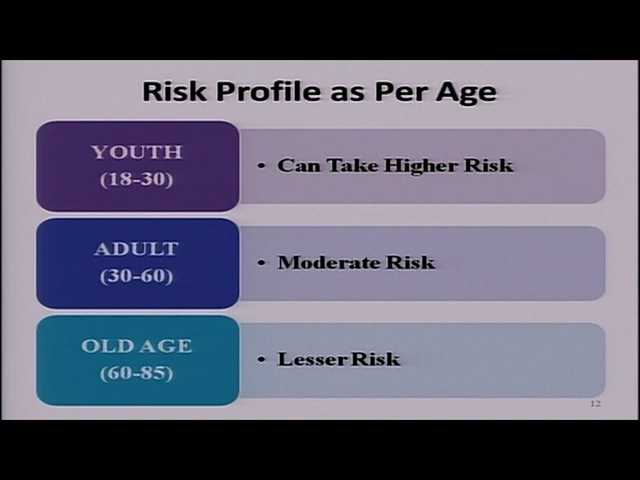 Risk Profile as Per Age
YOUTH
(18-30)
• Can Take Higher Risk
ADULT
(30-60)
• Moderate Risk
OLD AGE
(60-85)
• Lesser Risk
12